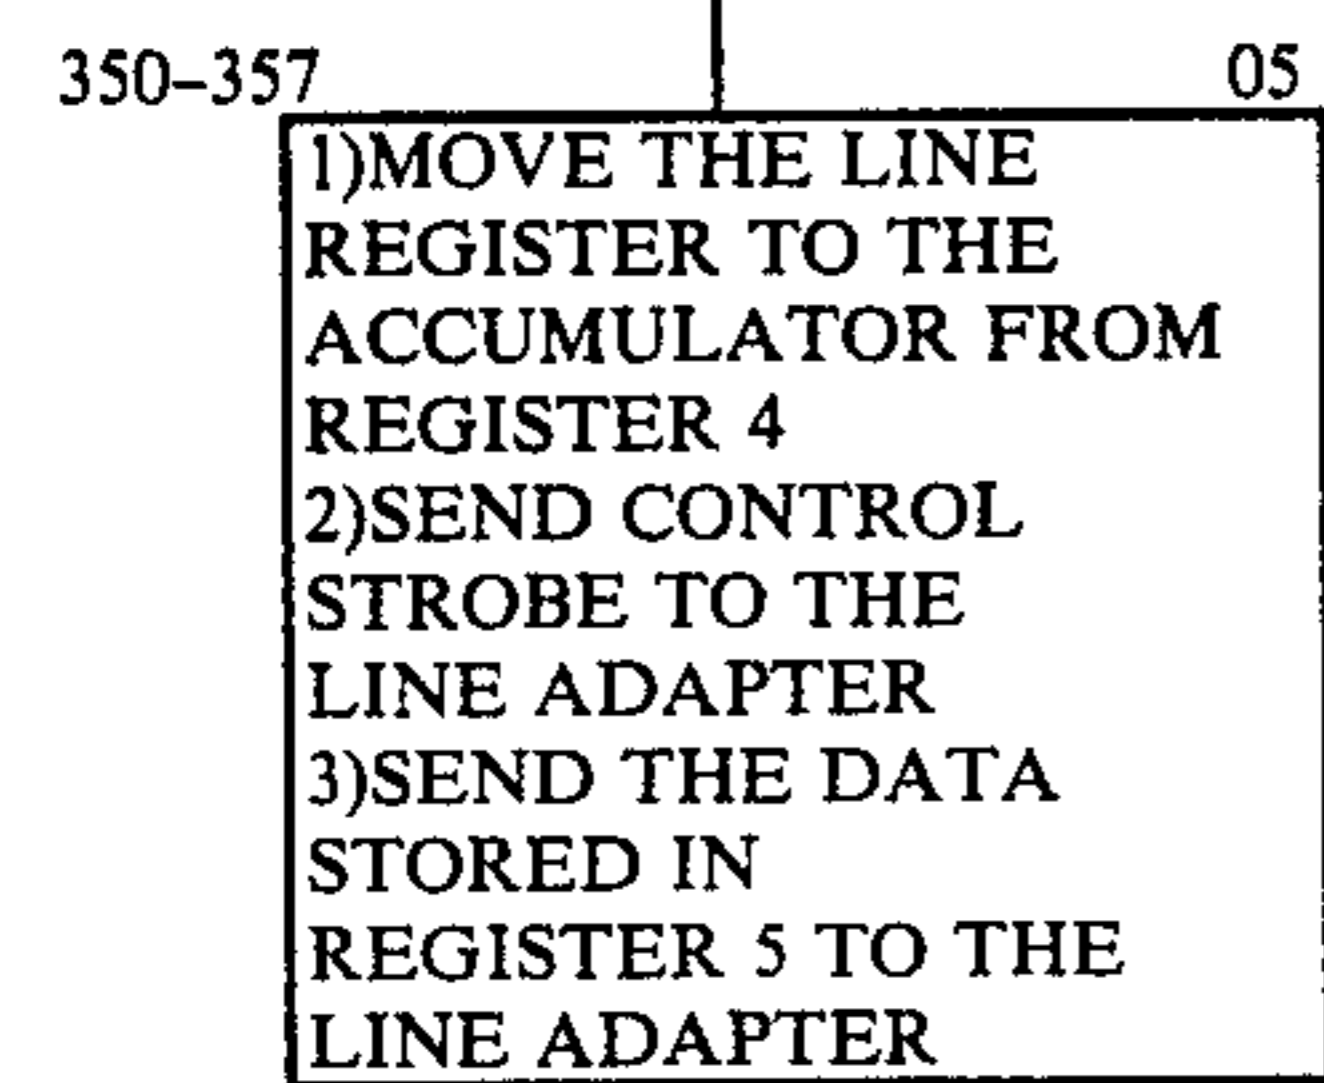 350–357 05
1)MOVE THE LINE
REGISTER TO THE
ACCUMULATOR FROM
REGISTER 4
2)SEND CONTROL
STROBE TO THE
LINE ADAPTER
3)SEND THE DATA
STORED IN
REGISTER 5 TO THE
LINE ADAPTER